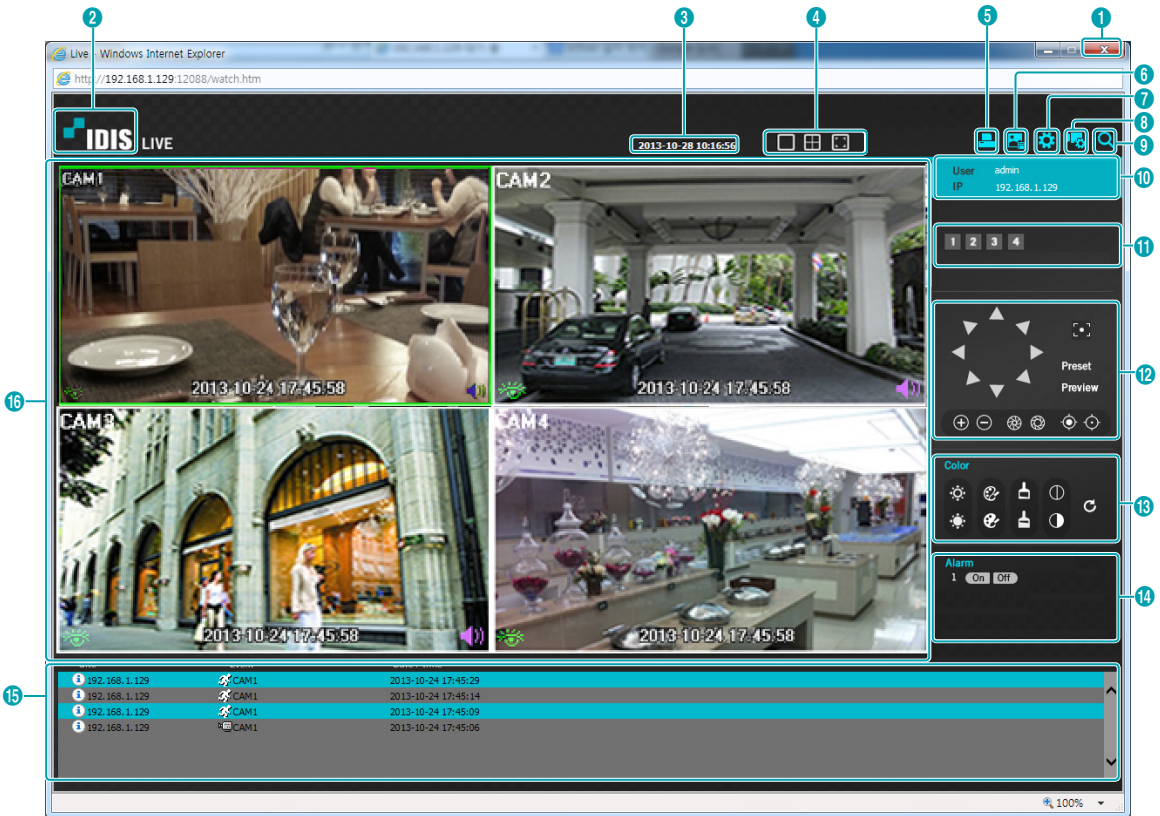 2
3
4
5
1
Live - Windows Internet Explorer
http://192.168.1.129:12088/watch.htm
6
7
8
9
IDIS LIVE
2013-10-28 10:16:56
User admin
IP 192.168.1.129
10
CAM1
CAM2
1 2 3 4
11
Preset
Preview
12
2013-10-24 17:45:58
2013-10-24 17:45:58
16
CAM3
CAM4
Color
13
Alarm
1 On Off
14
2013-10-24 17:45:58
2013-10-24 17:45:58
15
192.168.1.129 CAM1 2013-10-24 17:45:29
192.168.1.129 CAM1 2013-10-24 17:45:14
192.168.1.129 CAM1 2013-10-24 17:45:09
192.168.1.129 CAM1 2013-10-24 17:45:06
100%